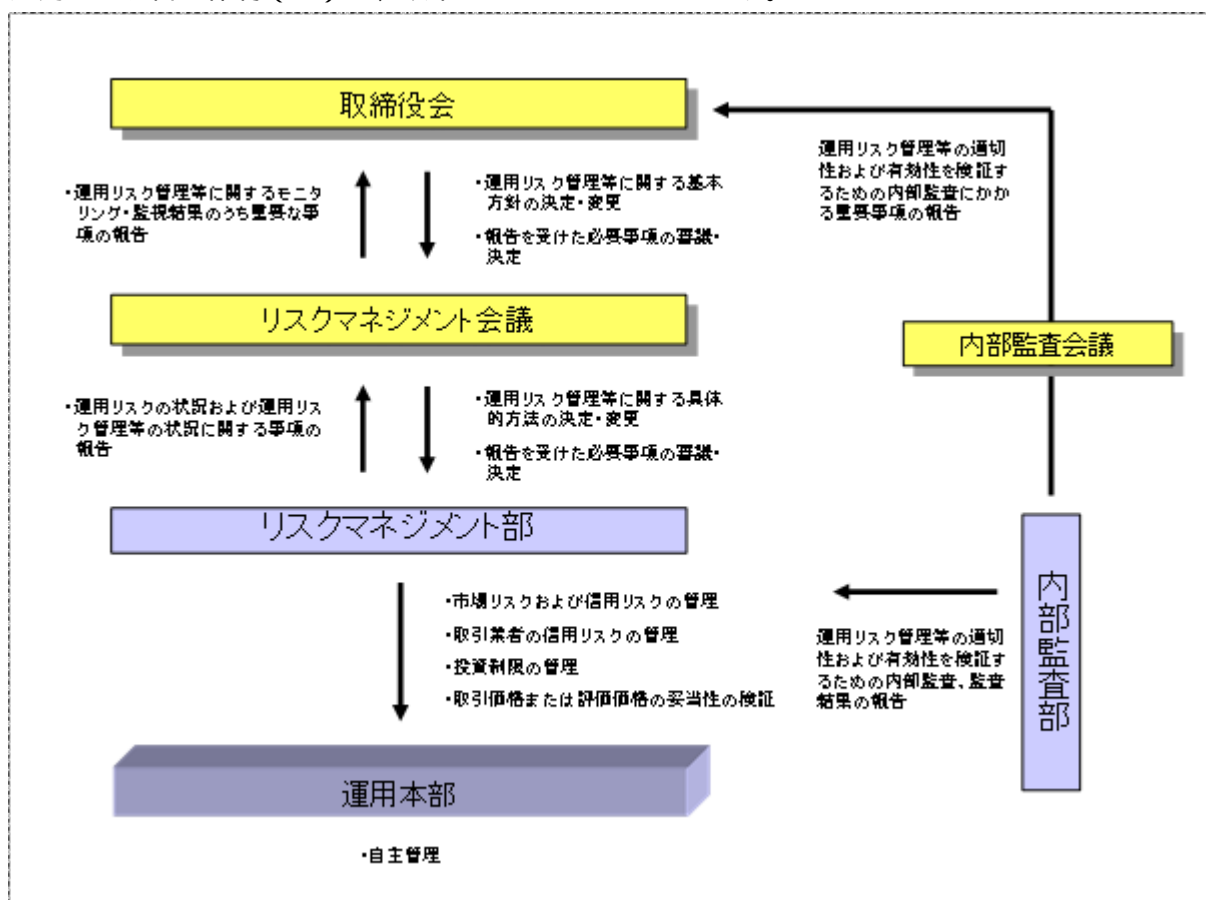 取締役会
・運用リスク管理等に関するモニ
タリング・監視結果のうち重要な事
項の報告
・運用リスク管理等に関する基本
方針の決定・変更
・報告を受けた必要事項の審議・
決定
運用リスク管理等の適切
性および有効性を検証す
るための内部監査にかか
る重要事項の報告
リスクマネジメント会議
内部監査会議
・運用リスクの状況および運用リス
ク管理等の状況に関する事項の
報告
・運用リスク管理等に関する具体
的方法の決定・変更
・報告を受けた必要事項の審議・
決定
リスクマネジメント部
内部監査部
・市場リスクおよび信用リスクの管理
・取引業者の信用リスクの管理
・投資制限の管理
・取引価格または評価価格の妥当性の検証
運用リスク管理等の適切
性および有効性を検証す
るための内部監査、監査
結果の報告
運用本部
・自主管理